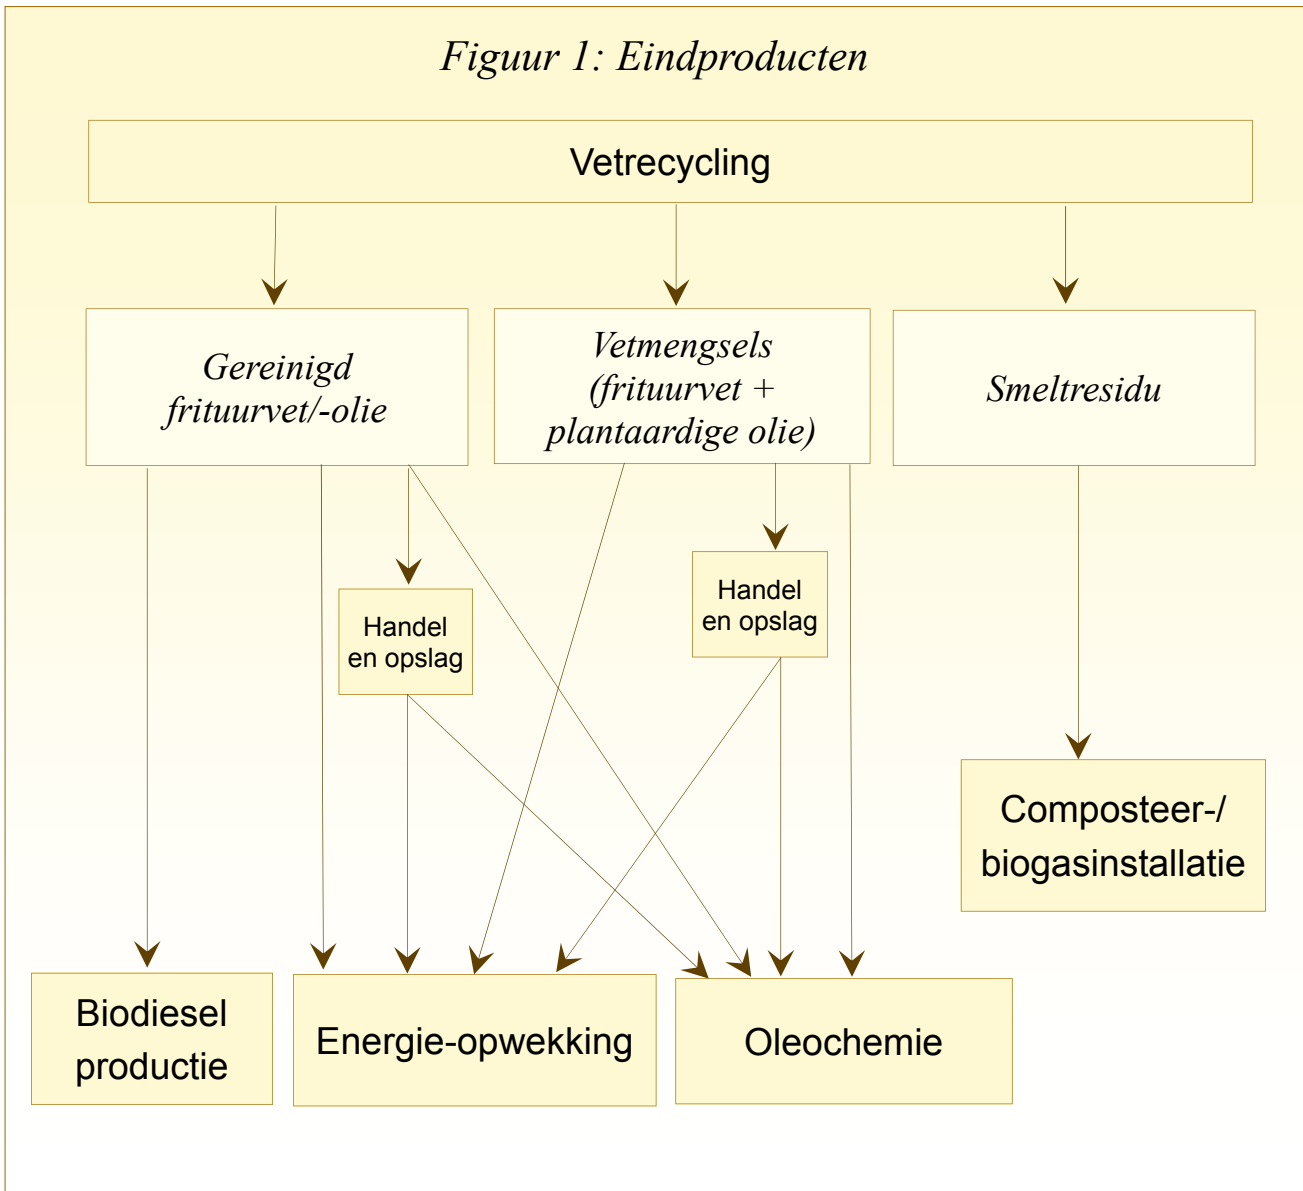 Figuur 1: Eindproducten
Vetrecycling
Gereinigd
frituurvet/-olie
Vetmengsels
(frituurvet +
plantaardige olie)
Smeltresidu
Handel
en opslag
Handel
en opslag
Composteer-/
biogasinstallatie
Biodiesel
productie
Energie-opwekking
Oleochemie